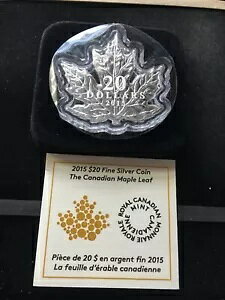 20
DOLLARS
2015
2015 $20 Fine Silver Coin
The Canadian Maple Leaf
ROYAL CANADIAN MINT
MONNAIE ROYALE CANADIENNE
Pièce de 20 $ en argent fin 2015
La feuille d'érable canadienne